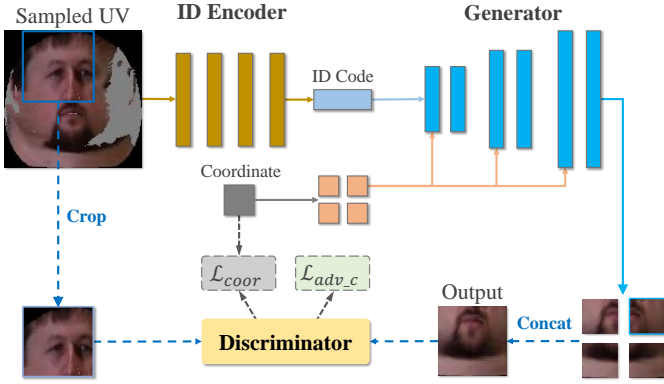 Sampled UV
ID Encoder
Generator
ID Code
Coordinate
Crop
ℒ_coor
ℒ_adv_c
Output
Concat
Discriminator